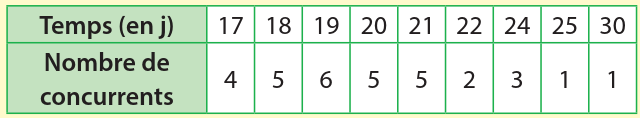 Temps (en j) 17 18 19 20 21 22 24 25 30
Nombre de
concurrents 4 5 6 5 5 2 3 1 1